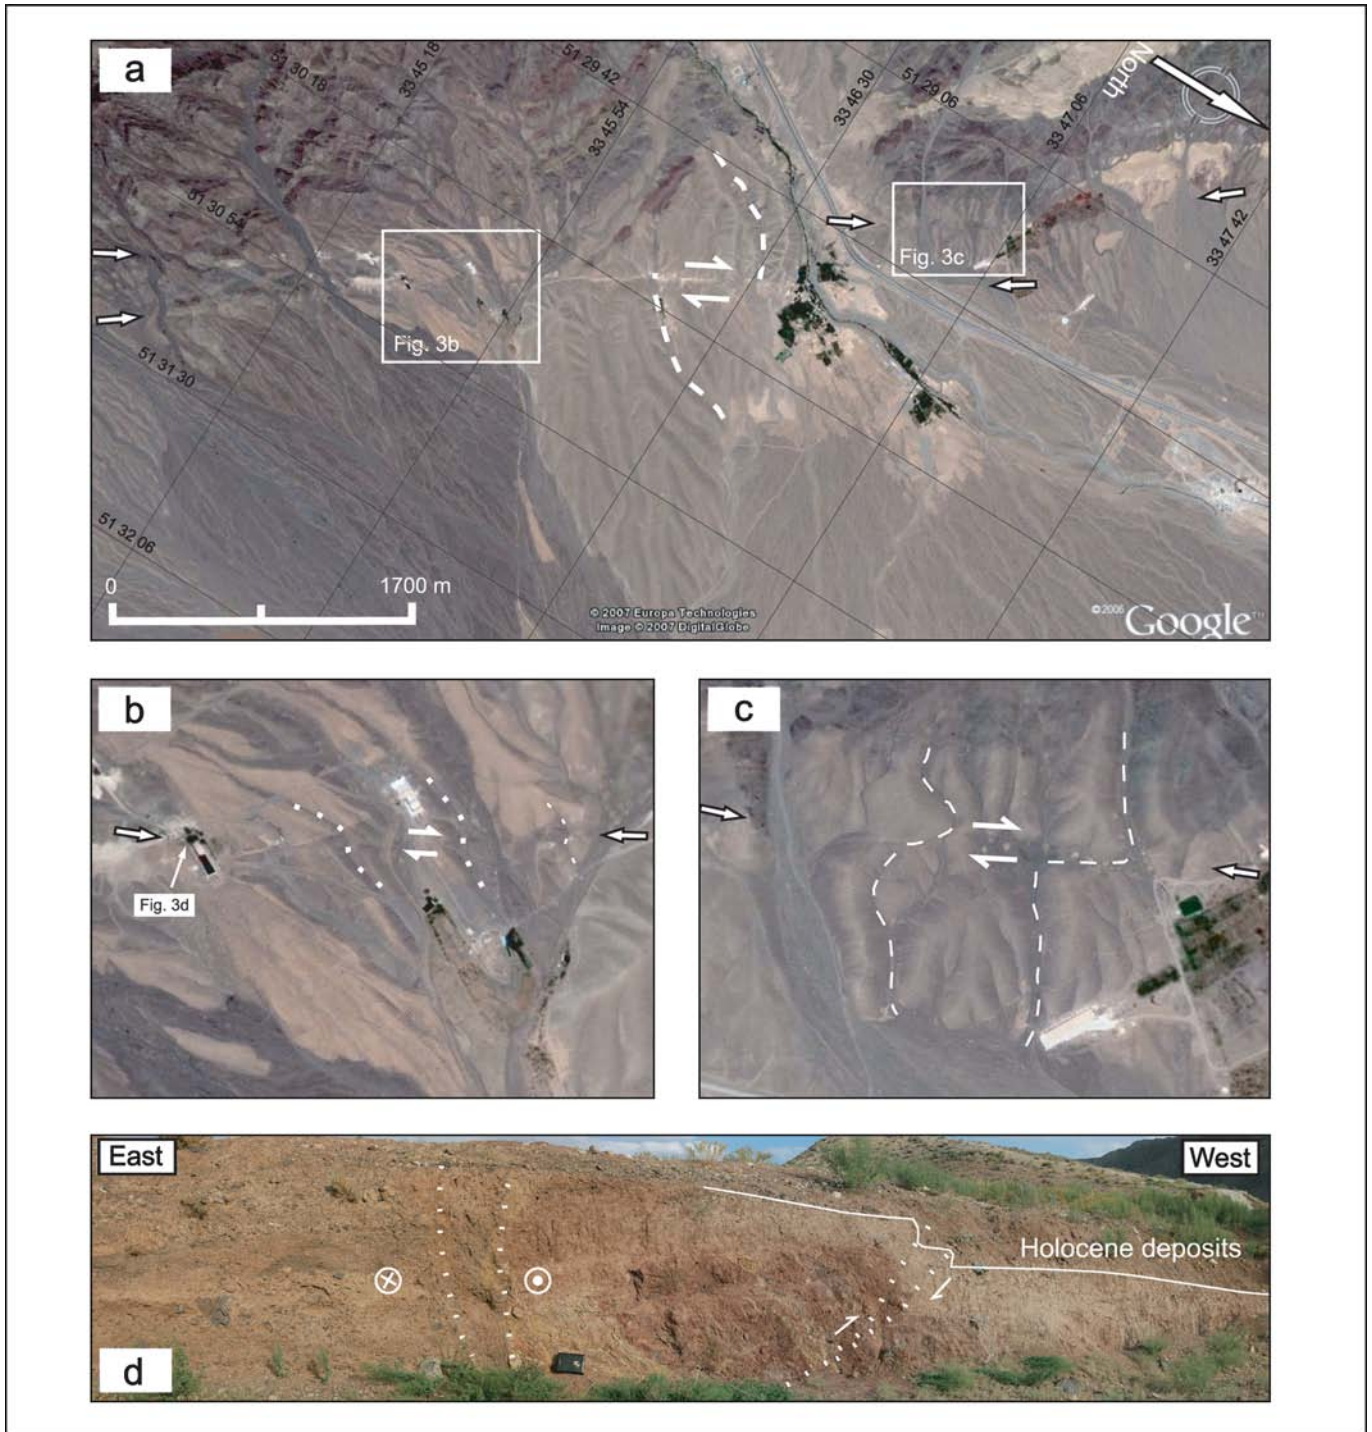 a
51 30 18
33 45 18
51 29 42
33 45 54
33 46 30
51 29 06
33 47 06
North
51 30 54
33 47 42
Fig. 3c
Fig. 3b
51 31 30
51 32 06
0 1700 m
© 2007 Europa Technologies
Image © 2007 DigitalGlobe
©2006 Google™
b
Fig. 3d
c
East
West
Holocene deposits
d